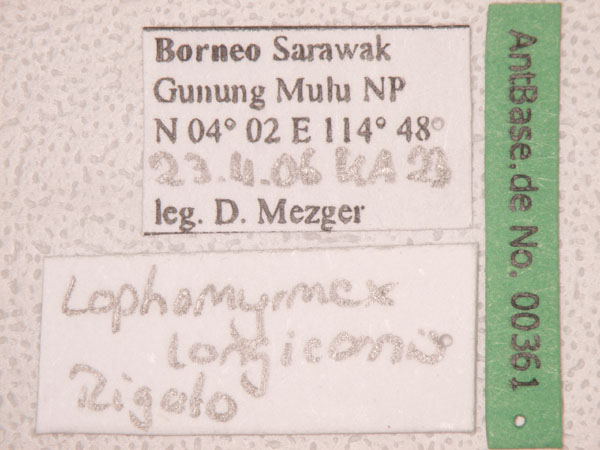 Borneo Sarawak
Gunung Mulu NP
N 04° 02 E 114° 48°
23.4.06 KA 23
leg. D. Mezger
Lophomyrmex
longicornis
Rigato
AntBase.de No. 00361